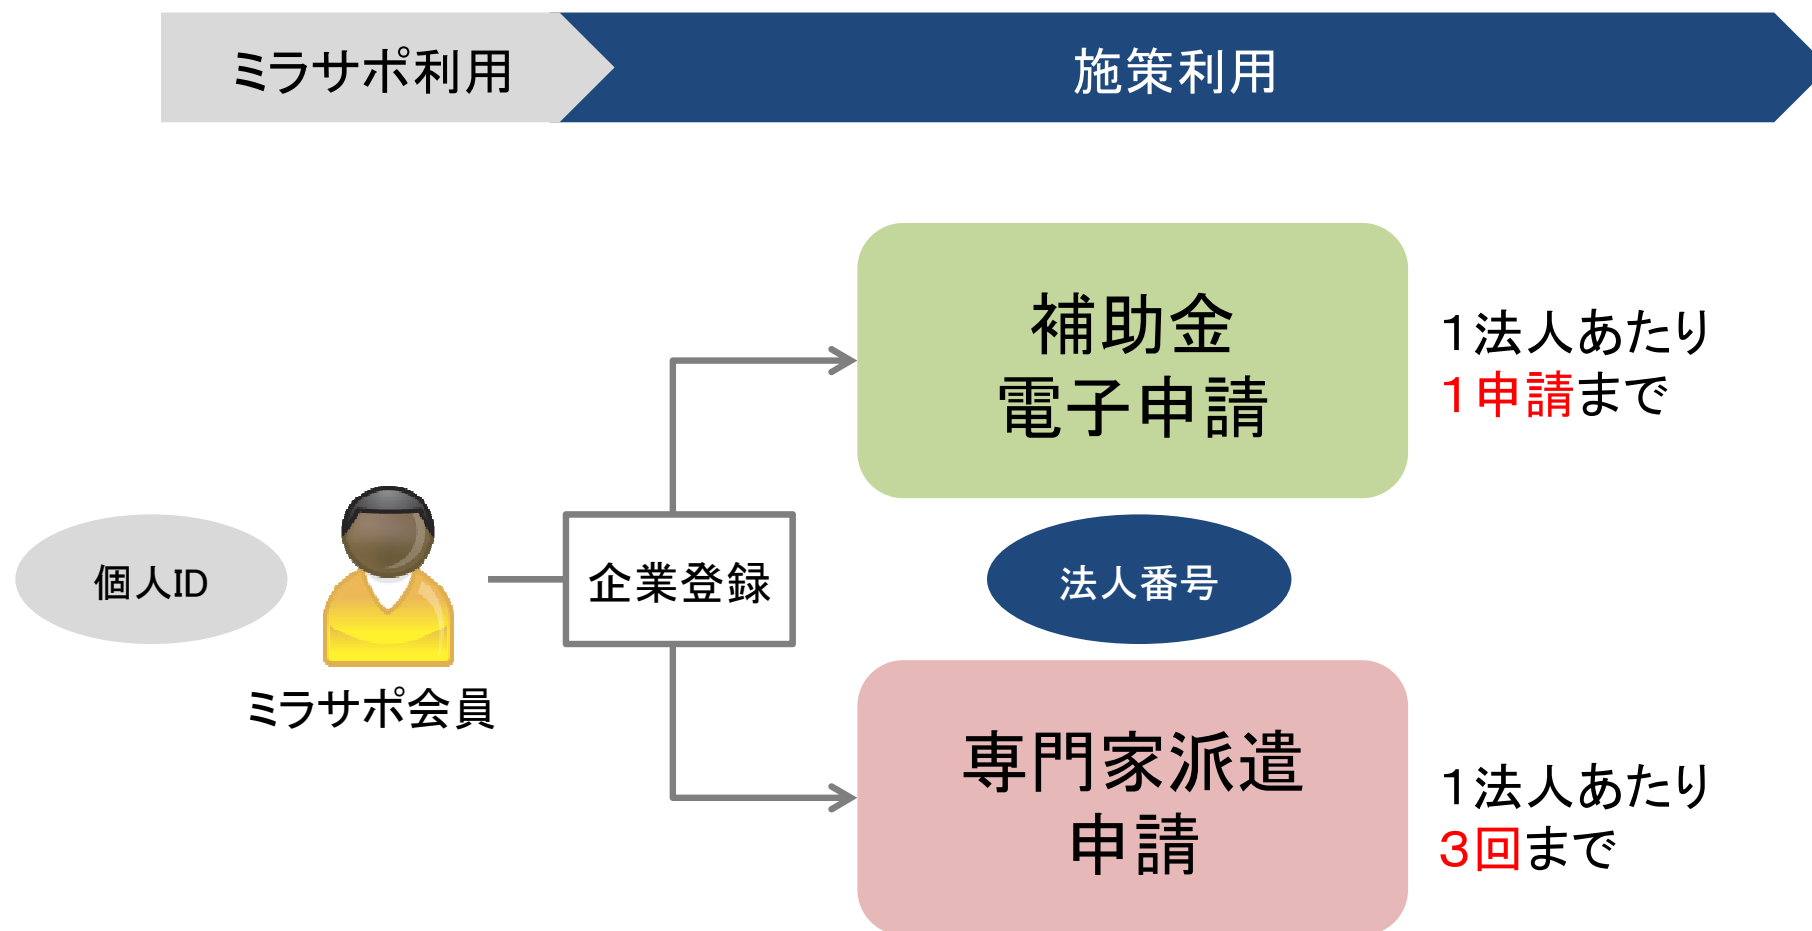 ミラサポ利用
施策利用
補助金
電子申請
１法人あたり
１申請まで
個人ID
企業登録
法人番号
ミラサポ会員
専門家派遣
申請
１法人あたり
３回まで